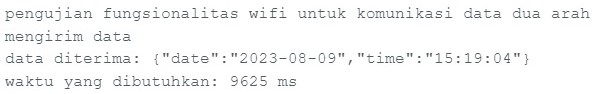 pengujian fungsionalitas wifi untuk komunikasi data dua arah
mengirim data
data diterima: {"date":"2023-08-09","time":"15:19:04"}
waktu yang dibutuhkan: 9625 ms